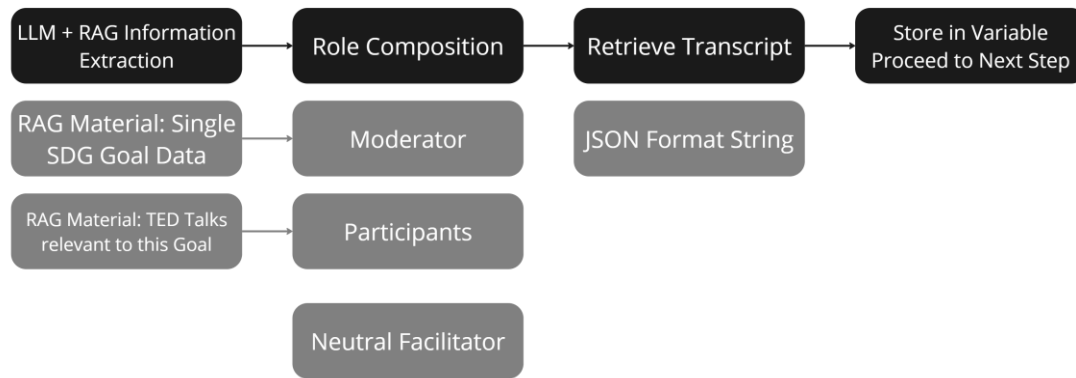 LLM + RAG Information
Extraction
Role Composition
Retrieve Transcript
Store in Variable
Proceed to Next Step
RAG Material: Single
SDG Goal Data
Moderator
JSON Format String
RAG Material: TED Talks
relevant to this Goal
Participants
Neutral Facilitator